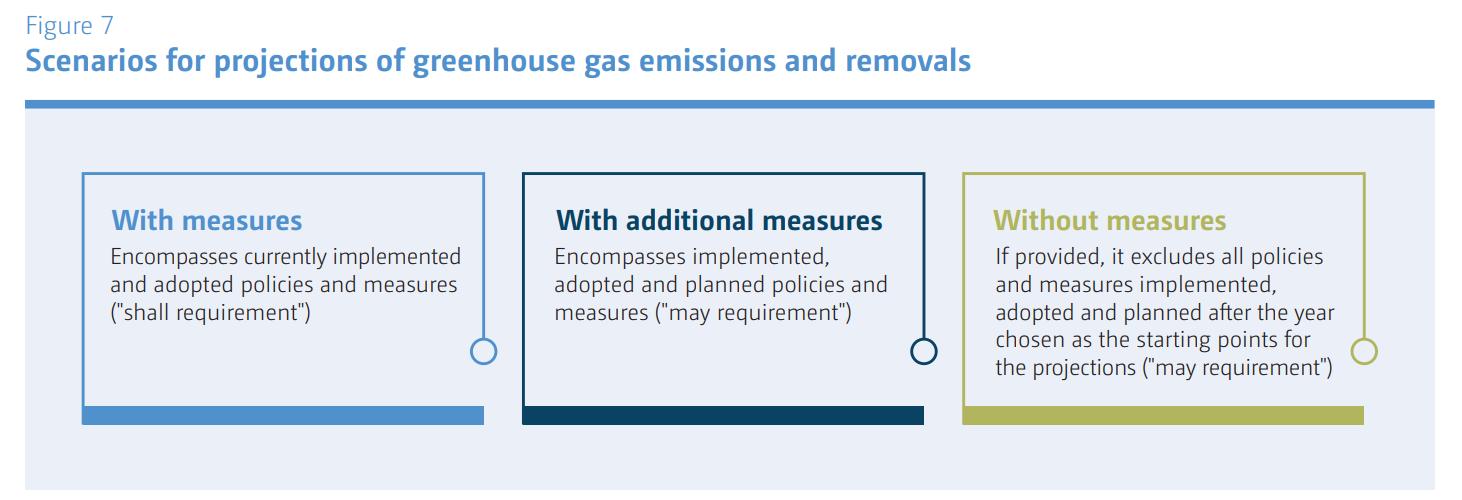 Figure 7
Scenarios for projections of greenhouse gas emissions and removals
With measures
Encompasses currently implemented
and adopted policies and measures
("shall requirement")
With additional measures
Encompasses implemented,
adopted and planned policies and
measures ("may requirement")
Without measures
If provided, it excludes all policies
and measures implemented,
adopted and planned after the year
chosen as the starting points for
the projections ("may requirement")